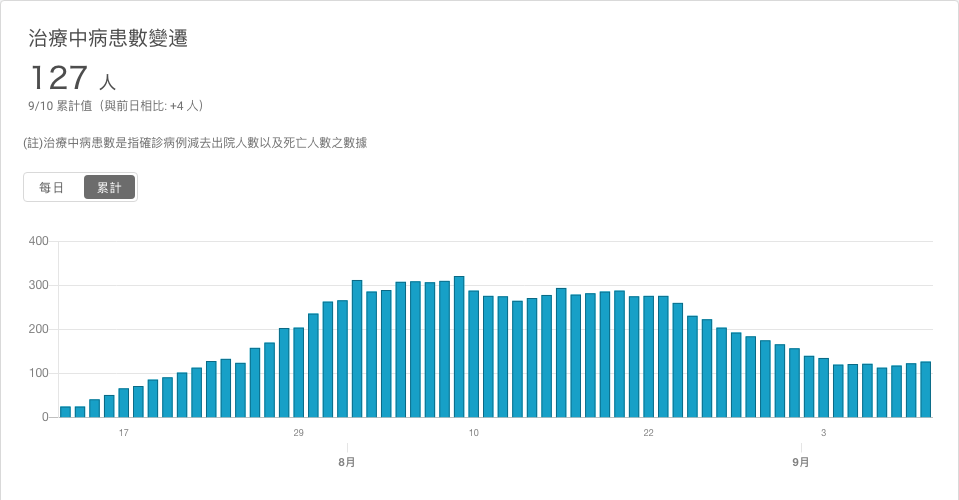 治療中病患數變遷
127 人
9/10 累計值（與前日相比: +4 人）
(註)治療中病患數是指確診病例減去出院人數以及死亡人數之數據
每日 累計
400
300
200
100
0
17 29 10 22 3
8月 9月